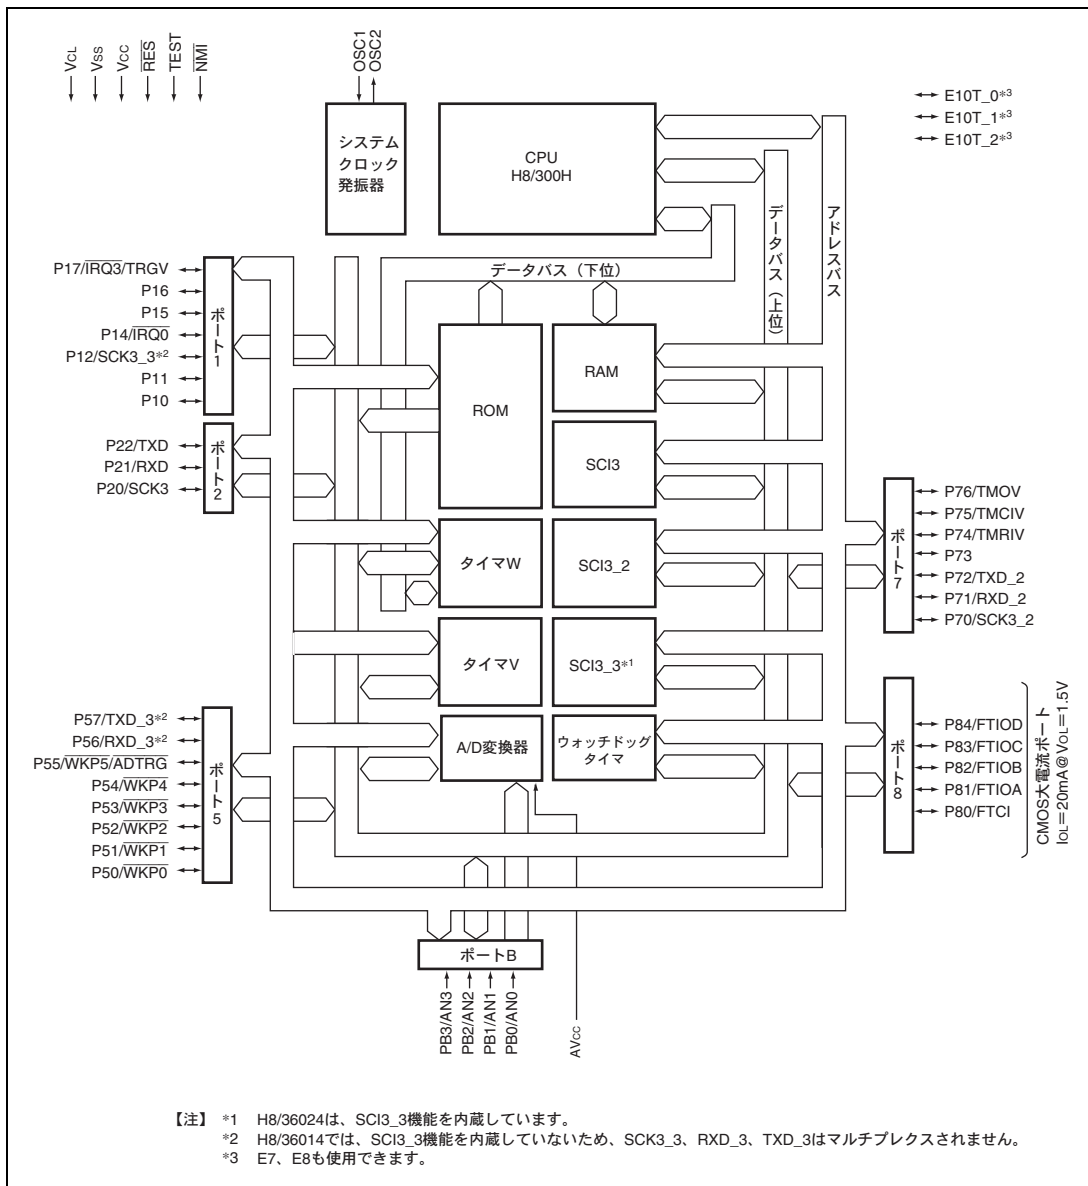 VCL
VSS
VCC
RES
TEST
NMI
OSC1
OSC2
システム
クロック
発振器
CPU
H8/300H
E10T_0*3
E10T_1*3
E10T_2*3
データバス（下位）
データバス（上位）
アドレスバス
P17/IRQ3/TRGV
P16
P15
P14/IRQ0
P12/SCK3_3*2
P11
P10
ポート1
P22/TXD
P21/RXD
P20/SCK3
ポート2
P57/TXD_3*2
P56/RXD_3*2
P55/WKP5/ADTRG
P54/WKP4
P53/WKP3
P52/WKP2
P51/WKP1
P50/WKP0
ポート5
ROM
RAM
SCI3
タイマW
SCI3_2
タイマV
SCI3_3*1
A/D変換器
ウォッチドッグ
タイマ
ポート7
P76/TMOV
P75/TMCIV
P74/TMRIV
P73
P72/TXD_2
P71/RXD_2
P70/SCK3_2
ポート8
P84/FTIOD
P83/FTIOC
P82/FTIOB
P81/FTIOA
P80/FTCI
CMOS大電流ポート
IOL＝20mA@VOL＝1.5V
ポートB
PB3/AN3
PB2/AN2
PB1/AN1
PB0/AN0
AVCC
【注】 *1 H8/36024は、SCI3_3機能を内蔵しています。
*2 H8/36014では、SCI3_3機能を内蔵していないため、SCK3_3、RXD_3、TXD_3はマルチプレクスされません。
*3 E7、E8も使用できます。